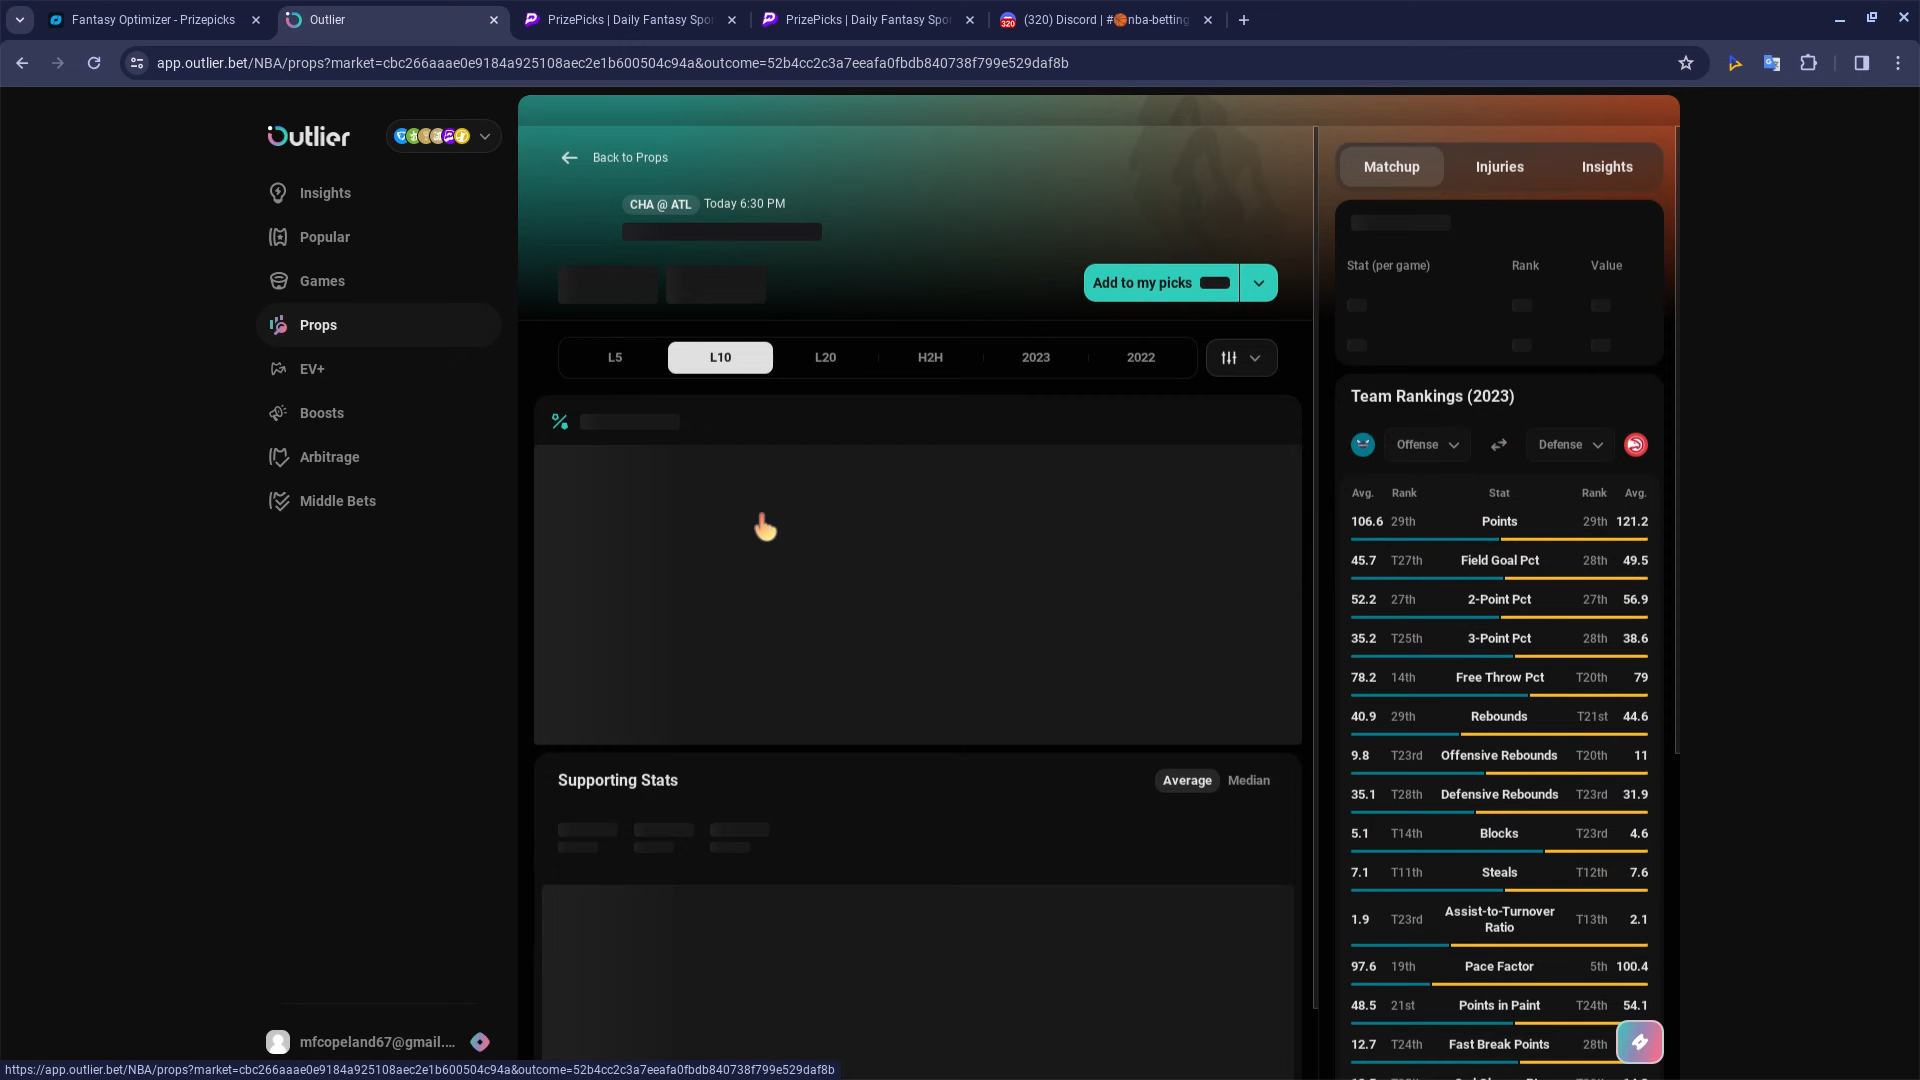 Fantasy Optimizer - Prizepicks
Outlier
PrizePicks | Daily Fantasy Spor
PrizePicks | Daily Fantasy Spor
320
(320) Discord | #🏀nba-betting
app.outlier.bet/NBA/props?market=cbc266aaae0e9184a925108aec2e1b600504c94a&outcome=52b4cc2c3a7eeafa0fbdb840738f799e529daf8b
Outlier
Insights
Popular
Games
Props
EV+
Boosts
Arbitrage
Middle Bets
mfcopeland67@gmail....
Back to Props
CHA @ ATL Today 6:30 PM
Add to my picks
L5 L10 L20 H2H 2023 2022
Supporting Stats
Average Median
Matchup Injuries Insights
Stat (per game) Rank Value
Team Rankings (2023)
Offense Defense
Avg. Rank Stat Rank Avg.
106.6 29th Points 29th 121.2
45.7 T27th Field Goal Pct 28th 49.5
52.2 27th 2-Point Pct 27th 56.9
35.2 T25th 3-Point Pct 28th 38.6
78.2 14th Free Throw Pct T20th 79
40.9 29th Rebounds T21st 44.6
9.8 T23rd Offensive Rebounds T20th 11
35.1 T28th Defensive Rebounds T23rd 31.9
5.1 T14th Blocks T23rd 4.6
7.1 T11th Steals T12th 7.6
1.9 T23rd Assist-to-Turnover Ratio T13th 2.1
97.6 19th Pace Factor 5th 100.4
48.5 21st Points in Paint T24th 54.1
12.7 T24th Fast Break Points 28th
https://app.outlier.bet/NBA/props?market=cbc266aaae0e9184a925108aec2e1b600504c94a&outcome=52b4cc2c3a7eeafa0fbdb840738f799e529daf8b